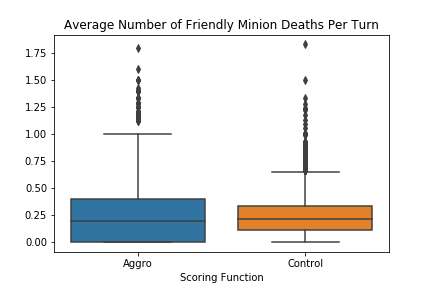 Average Number of Friendly Minion Deaths Per Turn
1.75
1.50
1.25
1.00
0.75
0.50
0.25
0.00
Aggro Control
Scoring Function